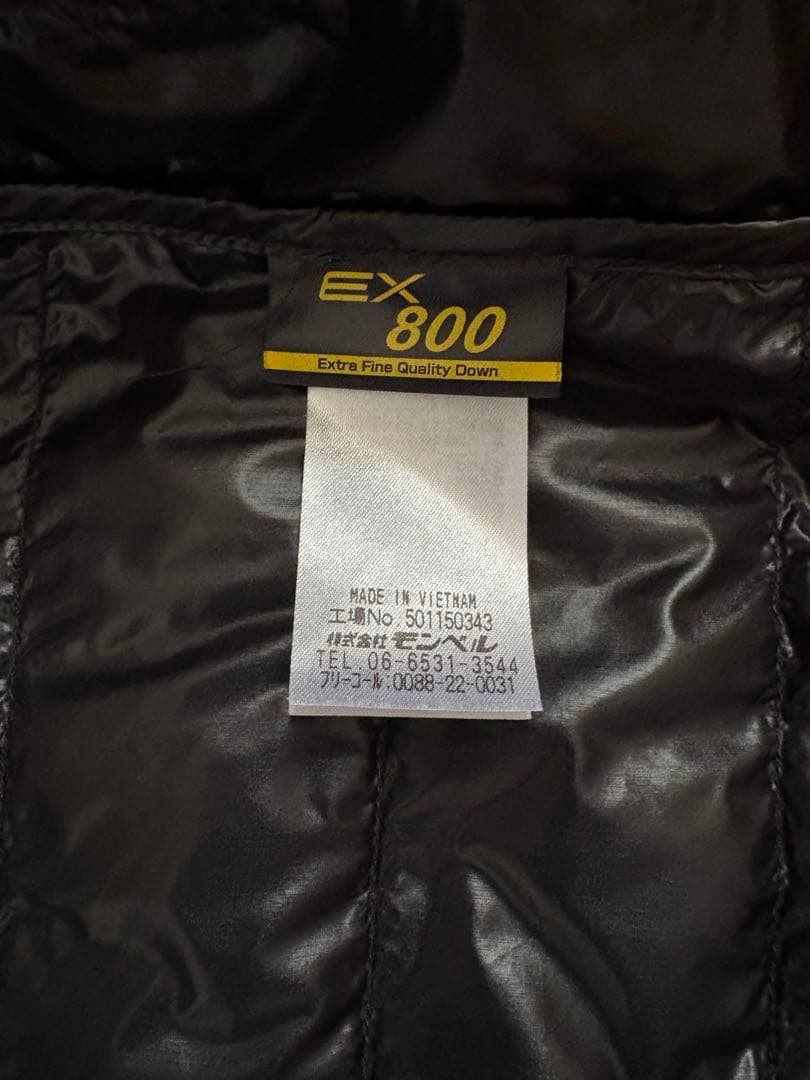 EX
800
Extra Fine Quality Down
MADE IN VIETNAM
工場No.501150343
株式会社 モンベル
TEL.06-6531-3544
フリーコール:0088-22-0031